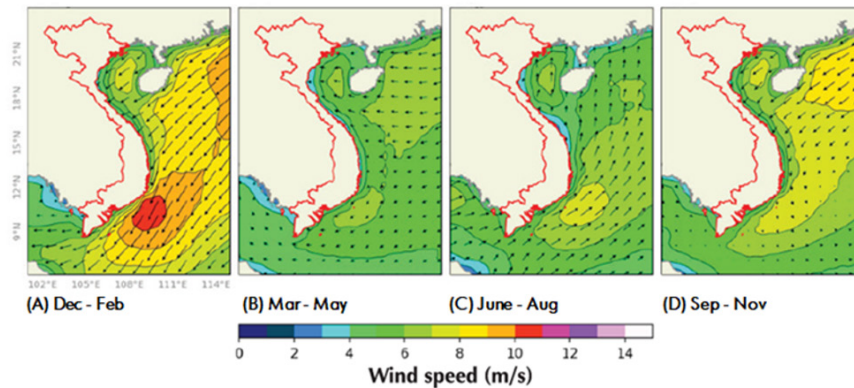 21°N
18°N
15°N
12°N
9°N
102°E 105°E 108°E 111°E 114°E
(A) Dec - Feb
(B) Mar - May
(C) June - Aug
(D) Sep - Nov
0 2 4 6 8 10 12 14
Wind speed (m/s)